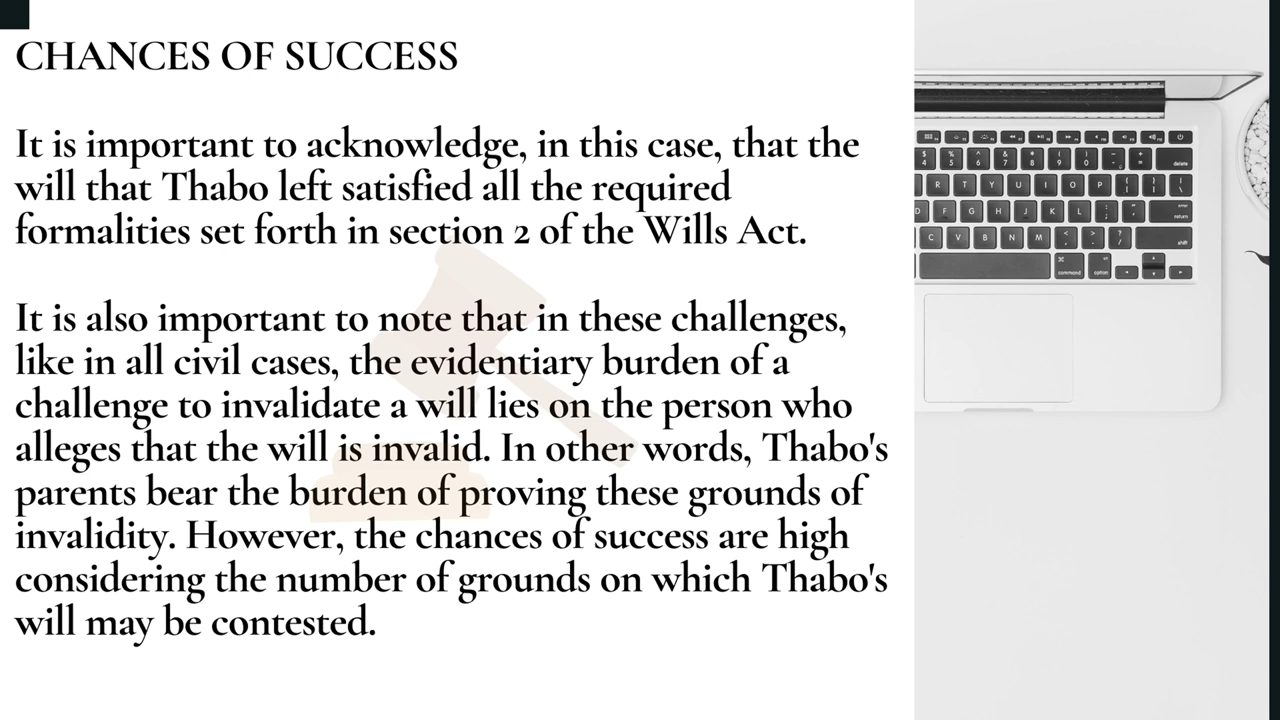 CHANCES OF SUCCESS
It is important to acknowledge, in this case, that the
will that Thabo left satisfied all the required
formalities set forth in section 2 of the Wills Act.
It is also important to note that in these challenges,
like in all civil cases, the evidentiary burden of a
challenge to invalidate a will lies on the person who
alleges that the will is invalid. In other words, Thabo's
parents bear the burden of proving these grounds of
invalidity. However, the chances of success are high
considering the number of grounds on which Thabo's
will may be contested.